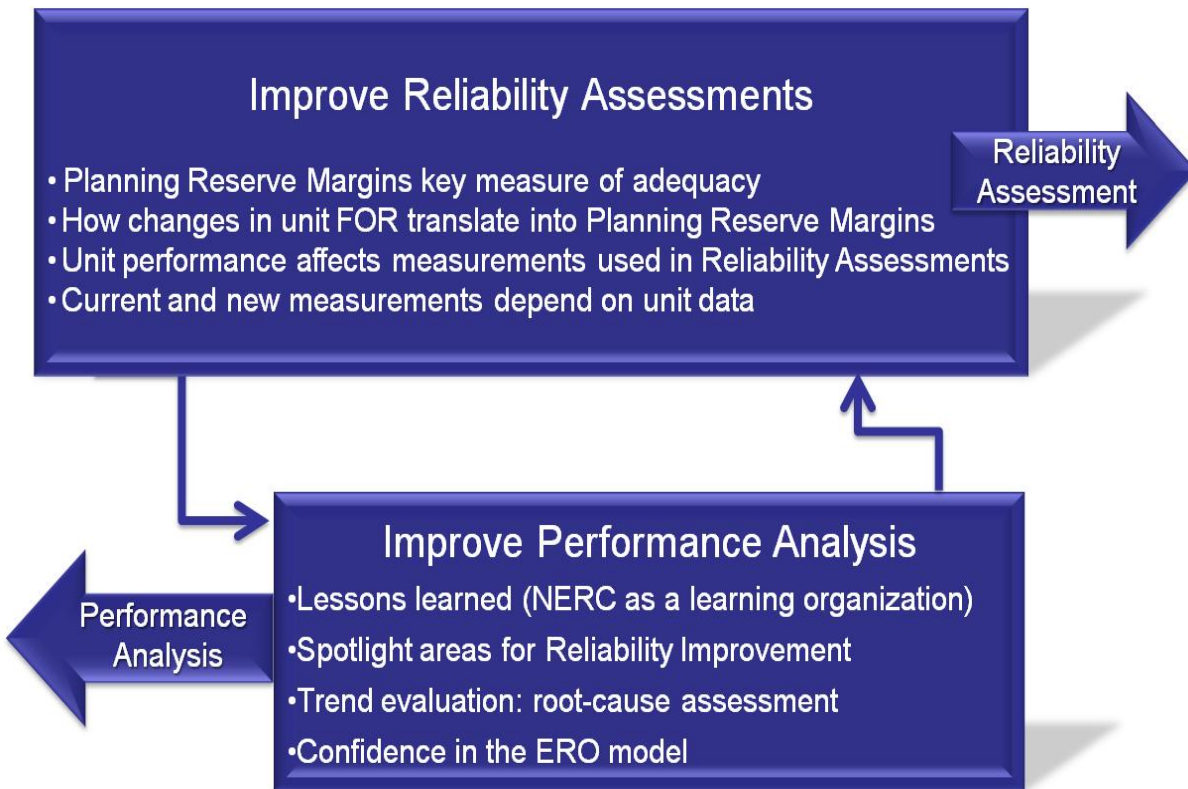 Improve Reliability Assessments
• Planning Reserve Margins key measure of adequacy
• How changes in unit FOR translate into Planning Reserve Margins
• Unit performance affects measurements used in Reliability Assessments
• Current and new measurements depend on unit data
Reliability
Assessment
Improve Performance Analysis
•Lessons learned (NERC as a learning organization)
•Spotlight areas for Reliability Improvement
•Trend evaluation: root-cause assessment
•Confidence in the ERO model
Performance
Analysis